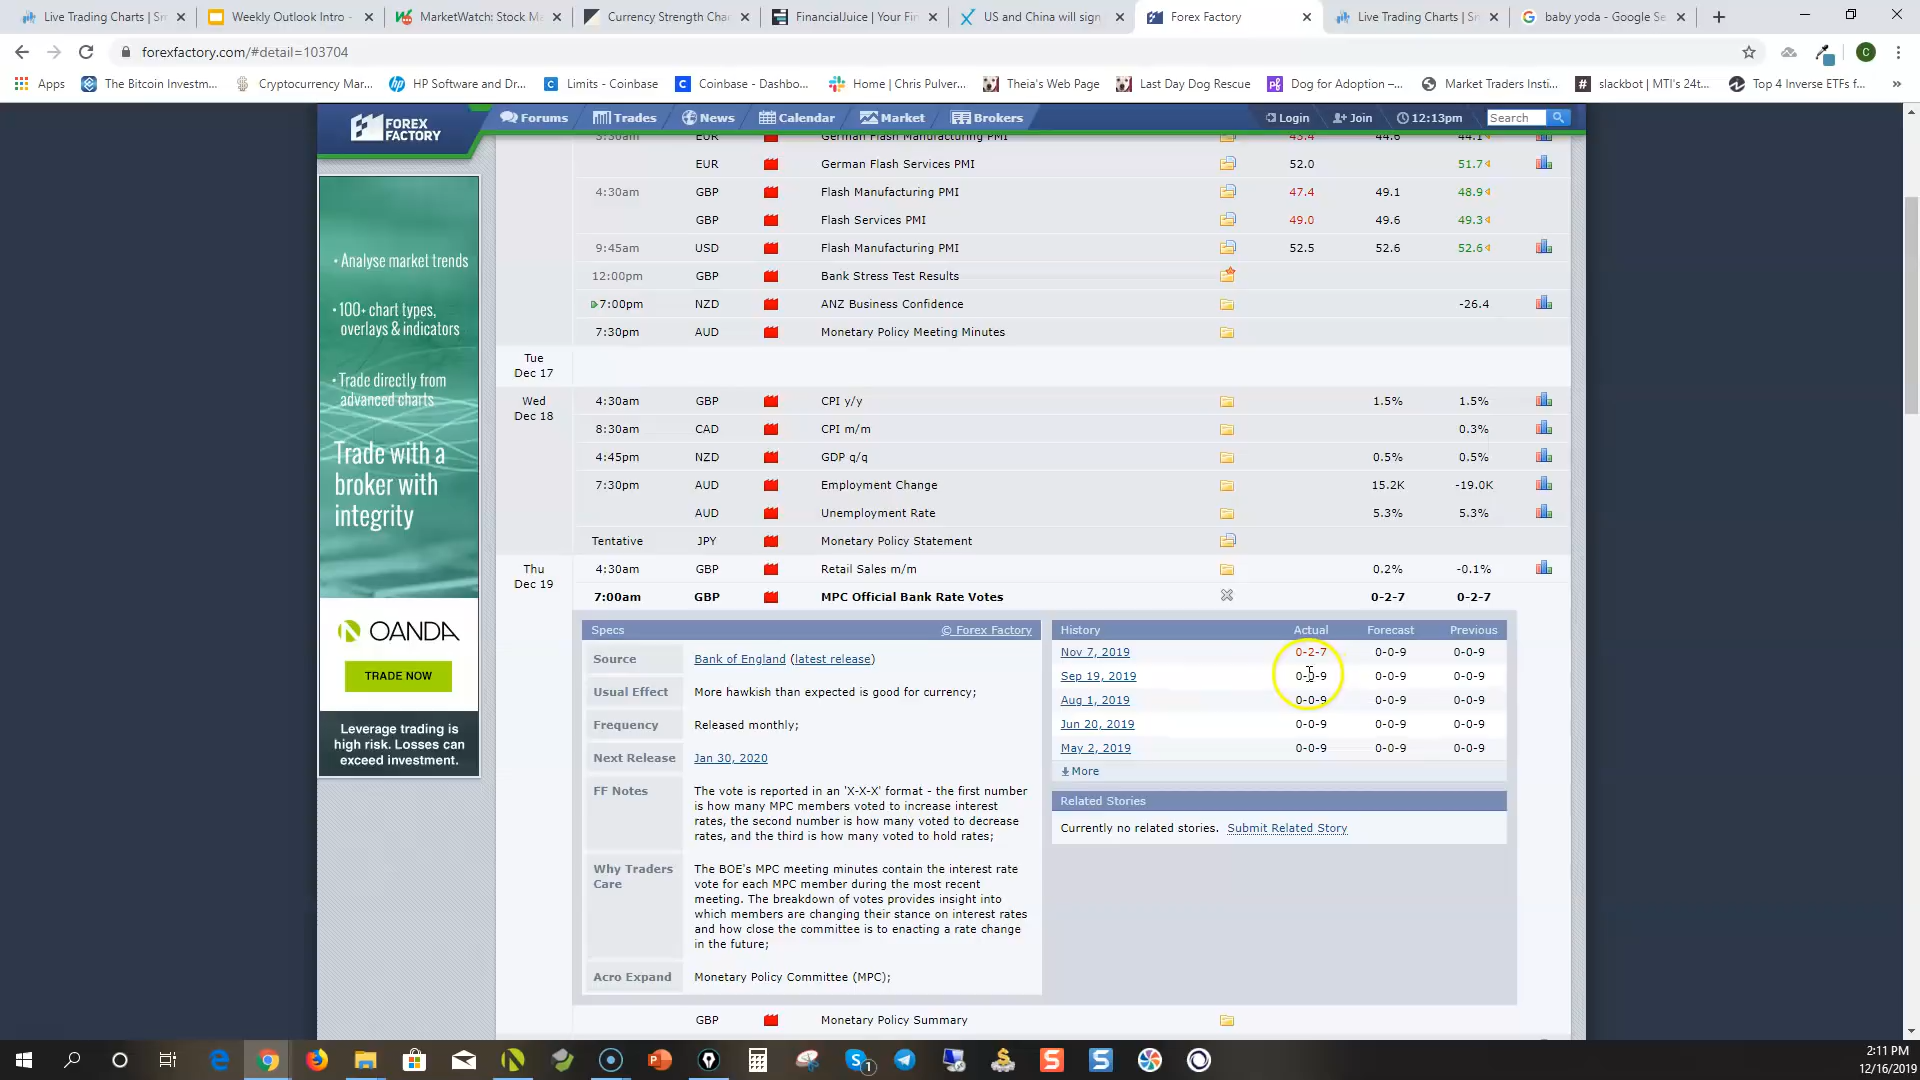 Live Trading Charts | Sm
Weekly Outlook Intro -
MarketWatch: Stock Ma
Currency Strength Char
FinancialJuice | Your Fin
US and China will sign
Forex Factory
Live Trading Charts | Sm
baby yoda - Google Se
forexfactory.com/#detail=103704
C
Apps
The Bitcoin Investm...
Cryptocurrency Mar...
HP Software and Dr...
Limits - Coinbase
Coinbase - Dashbo...
Home | Chris Pulver...
Theia's Web Page
Last Day Dog Rescue
Dog for Adoption –...
Market Traders Insti...
slackbot | MTI's 24t...
Top 4 Inverse ETFs f...
FOREX
FACTORY
Forums
Trades
News
Calendar
Market
Brokers
Login
Join
12:13pm
Search
3:30am EUR German Flash Manufacturing PMI 43.4 44.6 44.1
EUR German Flash Services PMI 52.0 51.7
4:30am GBP Flash Manufacturing PMI 47.4 49.1 48.9
GBP Flash Services PMI 49.0 49.6 49.3
9:45am USD Flash Manufacturing PMI 52.5 52.6 52.6
12:00pm GBP Bank Stress Test Results
7:00pm NZD ANZ Business Confidence -26.4
7:30pm AUD Monetary Policy Meeting Minutes
Tue
Dec 17
Wed
Dec 18
4:30am GBP CPI y/y 1.5% 1.5%
8:30am CAD CPI m/m 0.3%
4:45pm NZD GDP q/q 0.5% 0.5%
7:30pm AUD Employment Change 15.2K -19.0K
AUD Unemployment Rate 5.3% 5.3%
Tentative JPY Monetary Policy Statement
Thu
Dec 19
4:30am GBP Retail Sales m/m 0.2% -0.1%
7:00am GBP MPC Official Bank Rate Votes 0-2-7 0-2-7
Specs © Forex Factory
Source Bank of England (latest release)
Usual Effect More hawkish than expected is good for currency;
Frequency Released monthly;
Next Release Jan 30, 2020
FF Notes The vote is reported in an 'X-X-X' format - the first number
is how many MPC members voted to increase interest
rates, the second number is how many voted to decrease
rates, and the third is how many voted to hold rates;
Why Traders
Care
The BOE's MPC meeting minutes contain the interest rate
vote for each MPC member during the most recent
meeting. The breakdown of votes provides insight into
which members are changing their stance on interest rates
and how close the committee is to enacting a rate change
in the future;
Acro Expand Monetary Policy Committee (MPC);
History Actual Forecast Previous
Nov 7, 2019 0-2-7 0-0-9 0-0-9
Sep 19, 2019 0-0-9 0-0-9 0-0-9
Aug 1, 2019 0-0-9 0-0-9 0-0-9
Jun 20, 2019 0-0-9 0-0-9 0-0-9
May 2, 2019 0-0-9 0-0-9 0-0-9
More
Related Stories
Currently no related stories. Submit Related Story
GBP Monetary Policy Summary
• Analyse market trends
• 100+ chart types,
overlays & indicators
• Trade directly from
advanced charts
Trade with a
broker with
integrity
OANDA
TRADE NOW
Leverage trading is
high risk. Losses can
exceed investment.
2:11 PM
12/16/2019